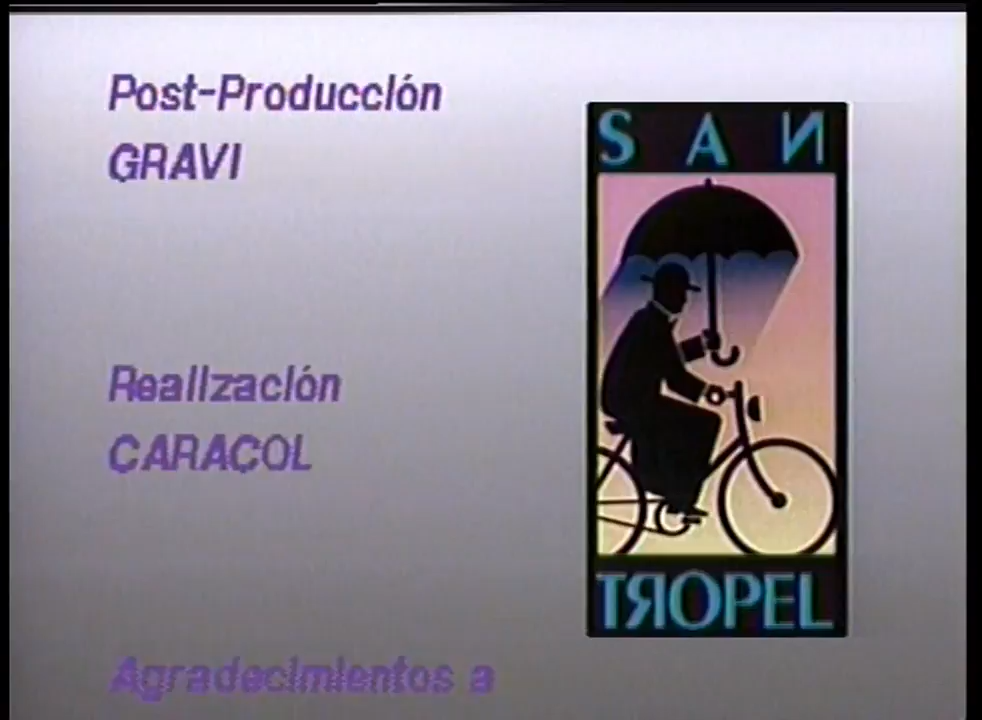 Post-Producción
GRAVI
Realización
CARACOL
Agradecimientos a
SAN
TROPEL